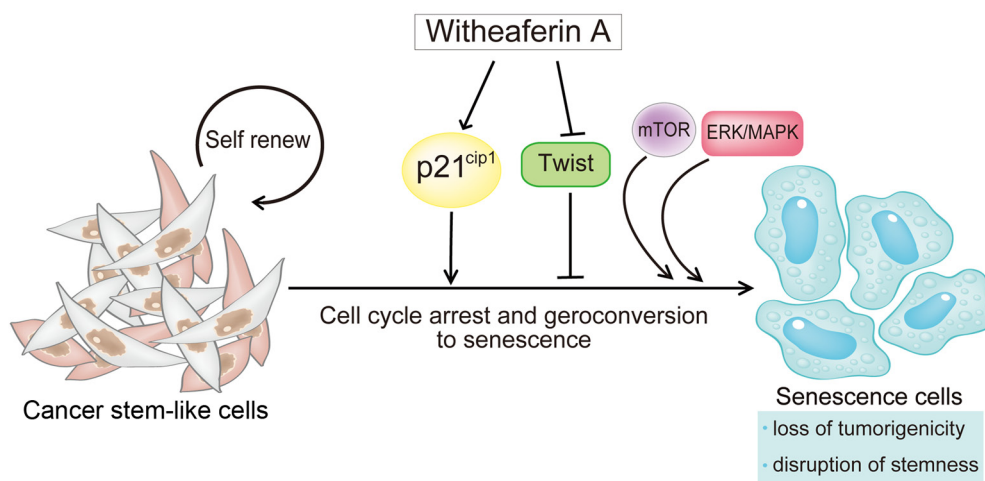 Witheaferin A
Self renew
p21cip1
Twist
mTOR
ERK/MAPK
Cell cycle arrest and geroconversion
to senescence
Cancer stem-like cells
Senescence cells
• loss of tumorigenicity
• disruption of stemness